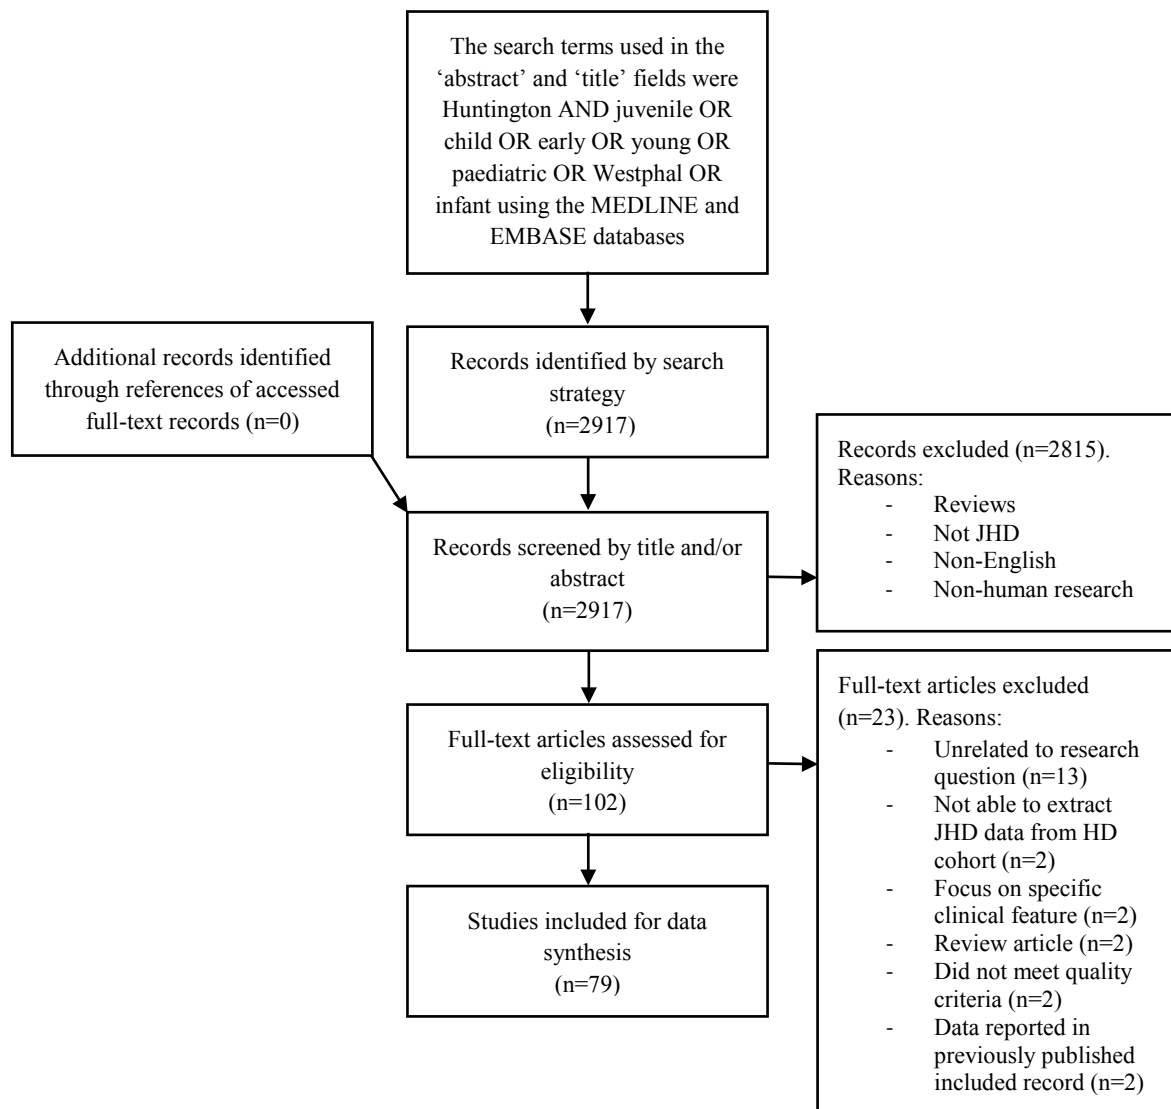 The search terms used in the
‘abstract’ and ‘title’ fields were
Huntington AND juvenile OR
child OR early OR young OR
paediatric OR Westphal OR
infant using the MEDLINE and
EMBASE databases
Additional records identified
through references of accessed
full-text records (n=0)
Records identified by search
strategy
(n=2917)
Records screened by title and/or
abstract
(n=2917)
Records excluded (n=2815).
Reasons:
- Reviews
- Not JHD
- Non-English
- Non-human research
Full-text articles assessed for
eligibility
(n=102)
Full-text articles excluded
(n=23). Reasons:
- Unrelated to research
question (n=13)
- Not able to extract
JHD data from HD
cohort (n=2)
- Focus on specific
clinical feature (n=2)
- Review article (n=2)
- Did not meet quality
criteria (n=2)
- Data reported in
previously published
included record (n=2)
Studies included for data
synthesis
(n=79)